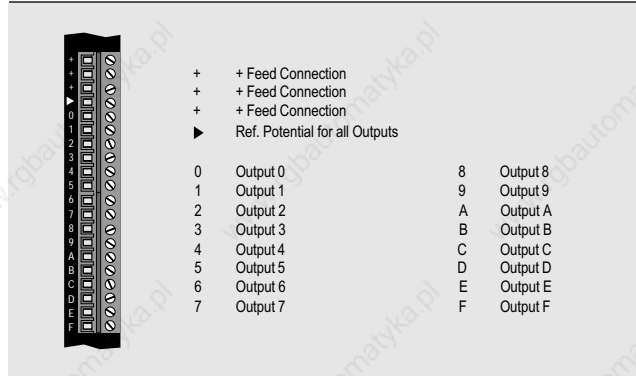 +
+
+
▶
0
1
2
3
4
5
6
7
8
9
A
B
C
D
E
F
+ + Feed Connection
+ + Feed Connection
+ + Feed Connection
▶ Ref. Potential for all Outputs
0 Output 0 8 Output 8
1 Output 1 9 Output 9
2 Output 2 A Output A
3 Output 3 B Output B
4 Output 4 C Output C
5 Output 5 D Output D
6 Output 6 E Output E
7 Output 7 F Output F